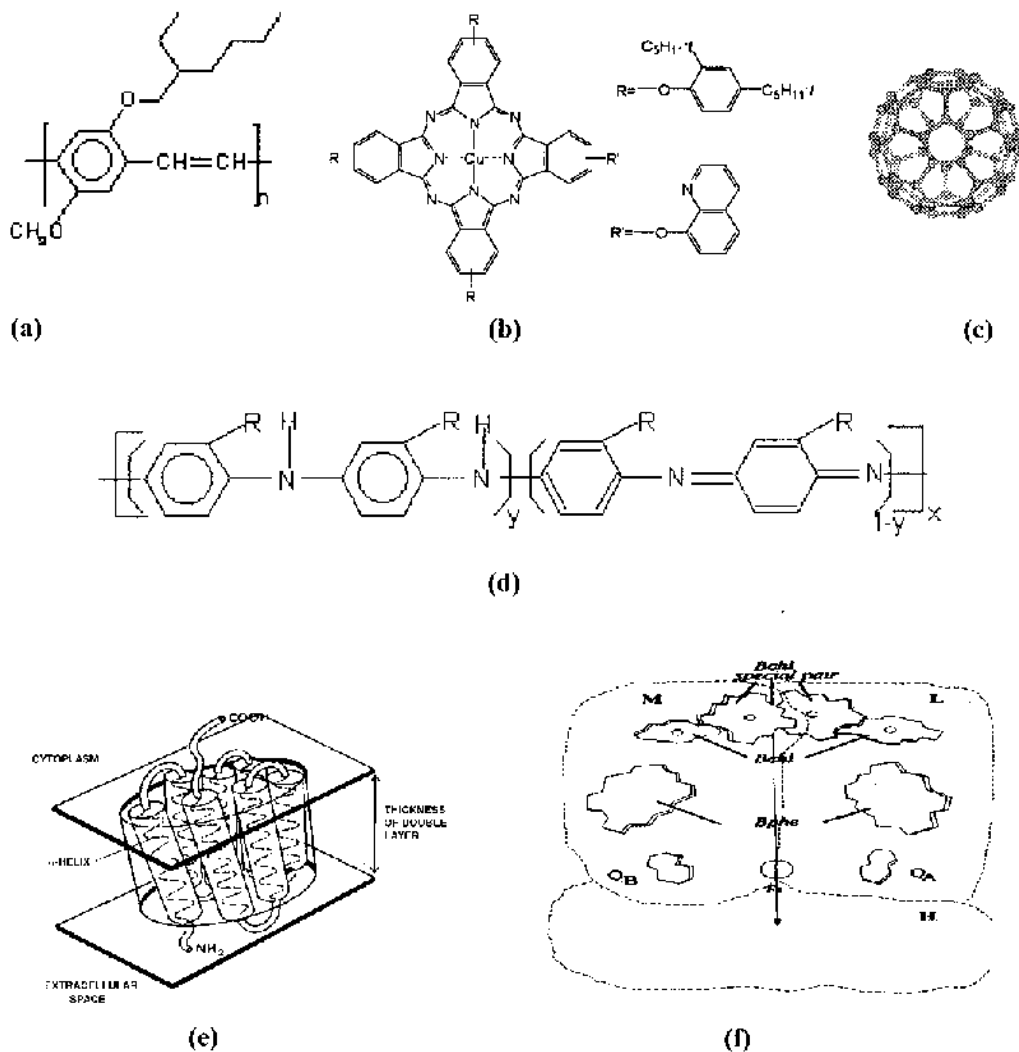 O
CH=CH
n
CH3O
(a)
R
N N
N
R N Cu N R'
N
N N
R
(b)
R= O C5H11-t
C5H11-t
N
R'= O
(c)
R H R H R R
N N N N
y 1-y x
(d)
COOH
CYTOPLASM
THICKNESS
OF DOUBLE
LAYER
α-HELIX
NH2
EXTRACELLULAR
SPACE
(e)
Bchl
special pair
M L
Bchl
Bphe
QB QA
H
(f)